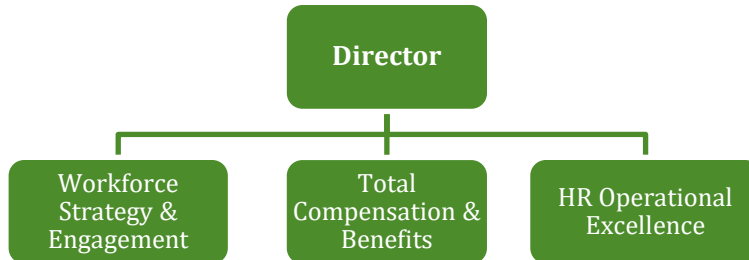 Director
Workforce
Strategy &
Engagement
Total
Compensation &
Benefits
HR Operational
Excellence